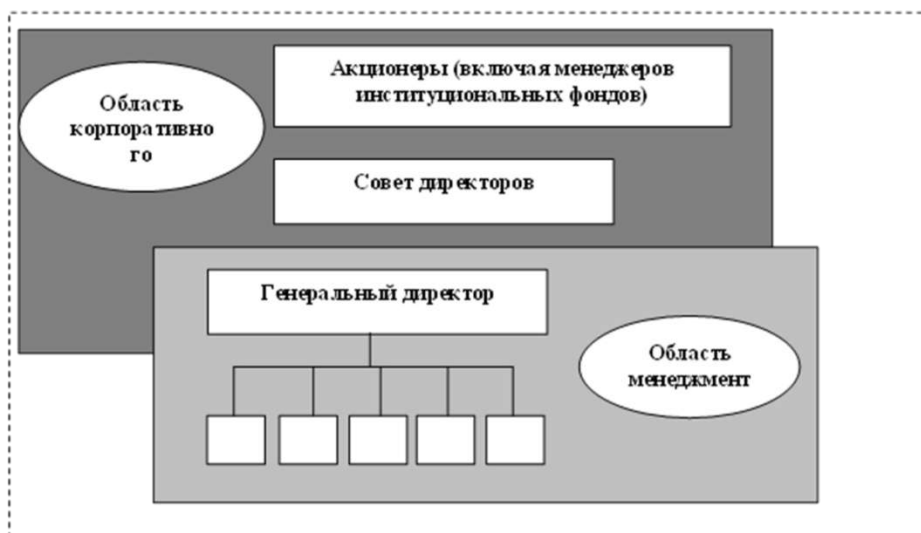 Акционеры (включая менеджеров
институциональных фондов)
Область
корпоративно
го
Совет директоров
Генеральный директор
Область
менеджмент